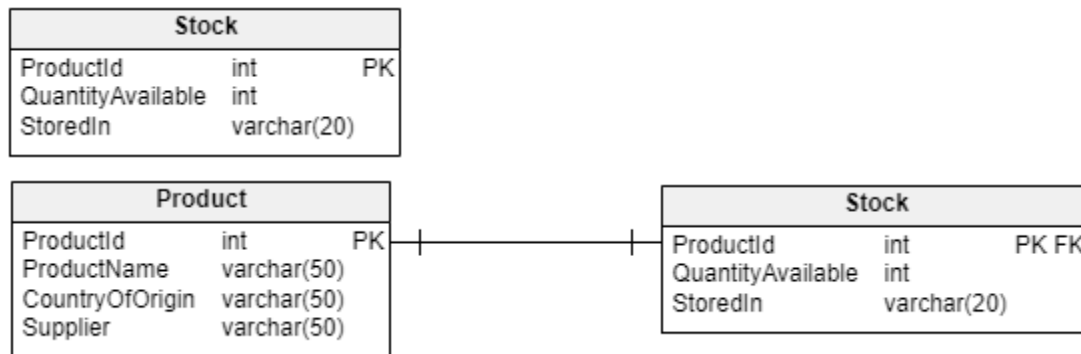 Stock
ProductId int PK
QuantityAvailable int
StoredIn varchar(20)
Product
ProductId int PK
ProductName varchar(50)
CountryOfOrigin varchar(50)
Supplier varchar(50)
Stock
ProductId int PK FK
QuantityAvailable int
StoredIn varchar(20)